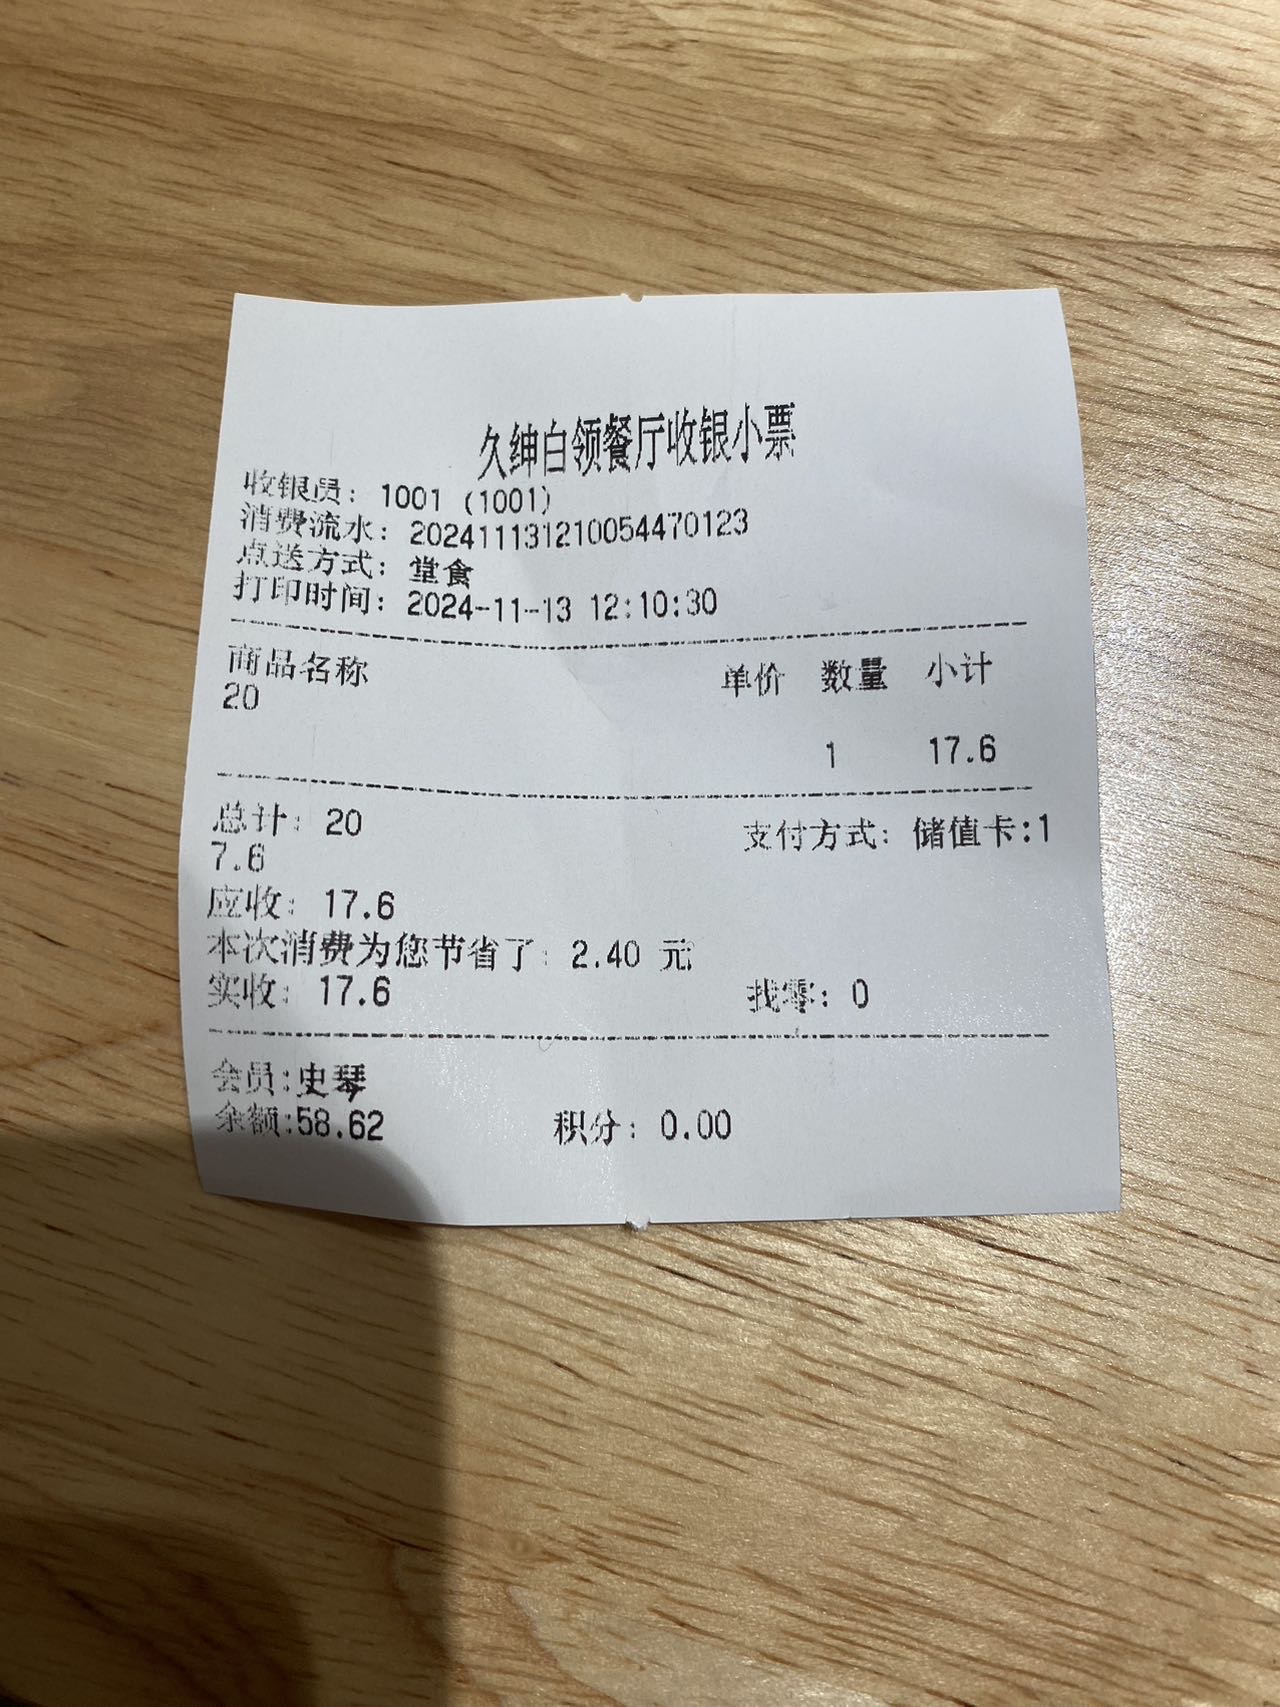 久绅白领餐厅收银小票
收银员：1001 (1001)
消费流水：202411131210054470123
点送方式：堂食
打印时间：2024-11-13 12:10:30
商品名称 单价 数量 小计
20
1 17.6
总计：20 支付方式：储值卡:1
7.6
应收：17.6
本次消费为您节省了：2.40 元
实收：17.6 找零：0
会员:史琴
余额:58.62 积分：0.00